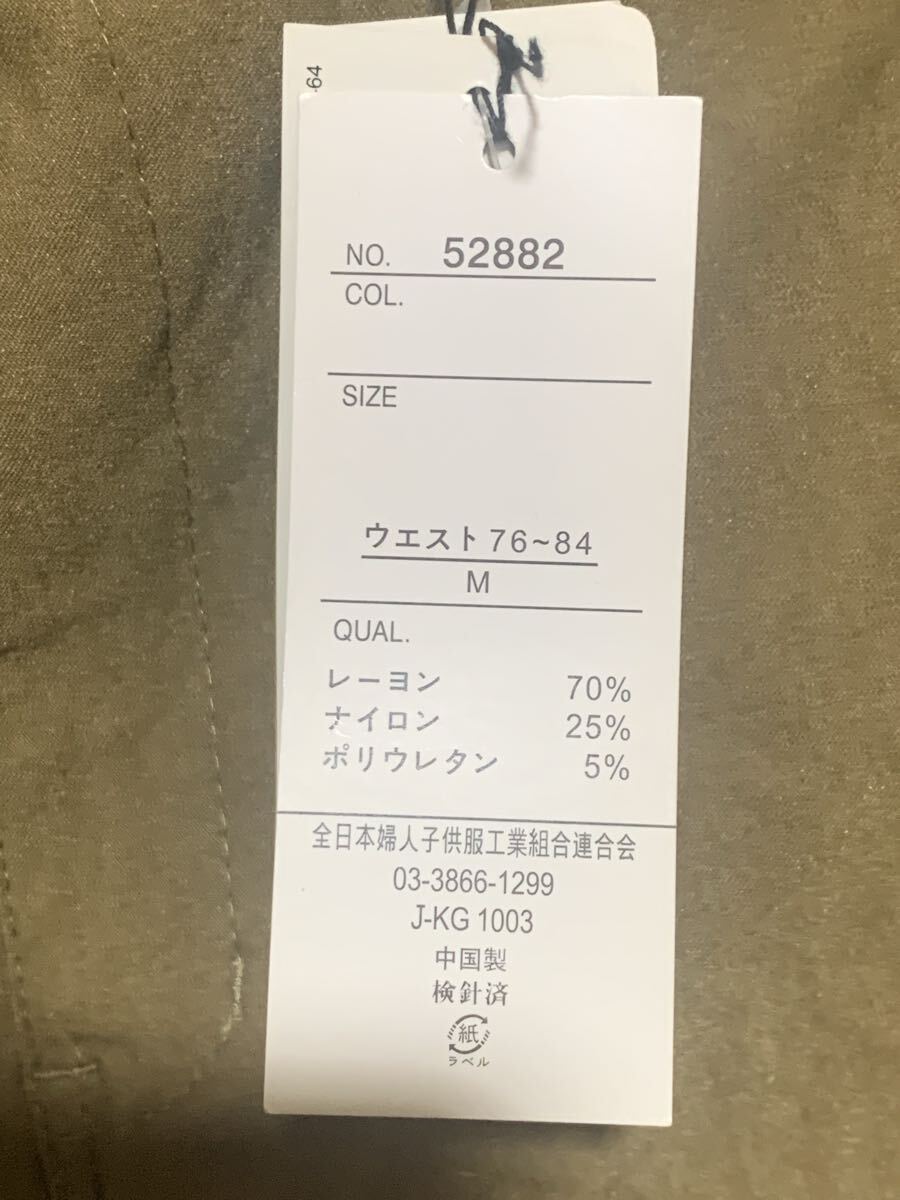 -64
NO. 52882
COL.
SIZE
ウエスト 76~84
M
QUAL.
レーヨン 70%
ナイロン 25%
ポリウレタン 5%
全日本婦人子供服工業組合連合会
03-3866-1299
J-KG 1003
中国製
検針済
紙
ラベル